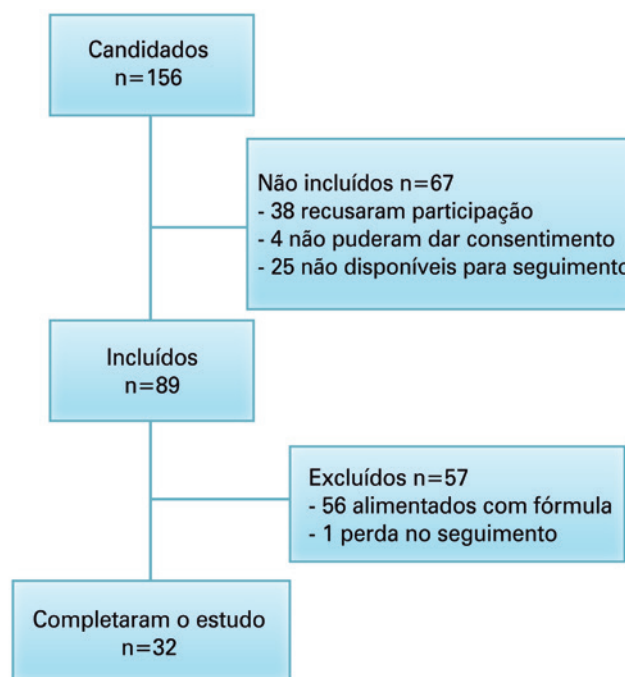 Candidados
n=156
Não incluídos n=67
- 38 recusaram participação
- 4 não puderam dar consentimento
- 25 não disponíveis para seguimento
Incluídos
n=89
Excluídos n=57
- 56 alimentados com fórmula
- 1 perda no seguimento
Completaram o estudo
n=32